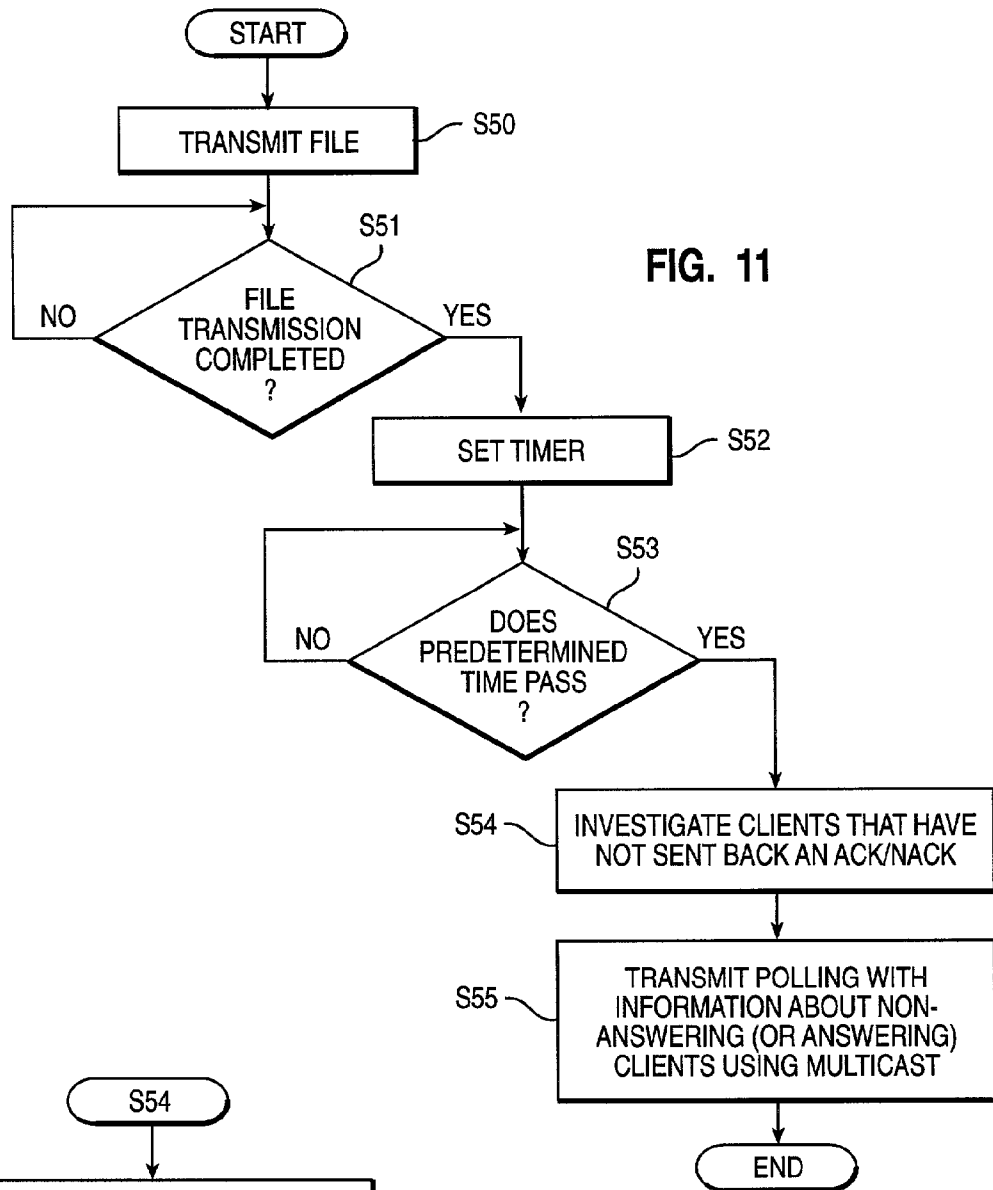 START
TRANSMIT FILE
S50
S51
FIG. 11
FILE
TRANSMISSION
COMPLETED
?
NO
YES
SET TIMER
S52
S53
DOES
PREDETERMINED
TIME PASS
?
NO
YES
S54
INVESTIGATE CLIENTS THAT HAVE
NOT SENT BACK AN ACK/NACK
S55
TRANSMIT POLLING WITH
INFORMATION ABOUT NON-
ANSWERING (OR ANSWERING)
CLIENTS USING MULTICAST
S54
END